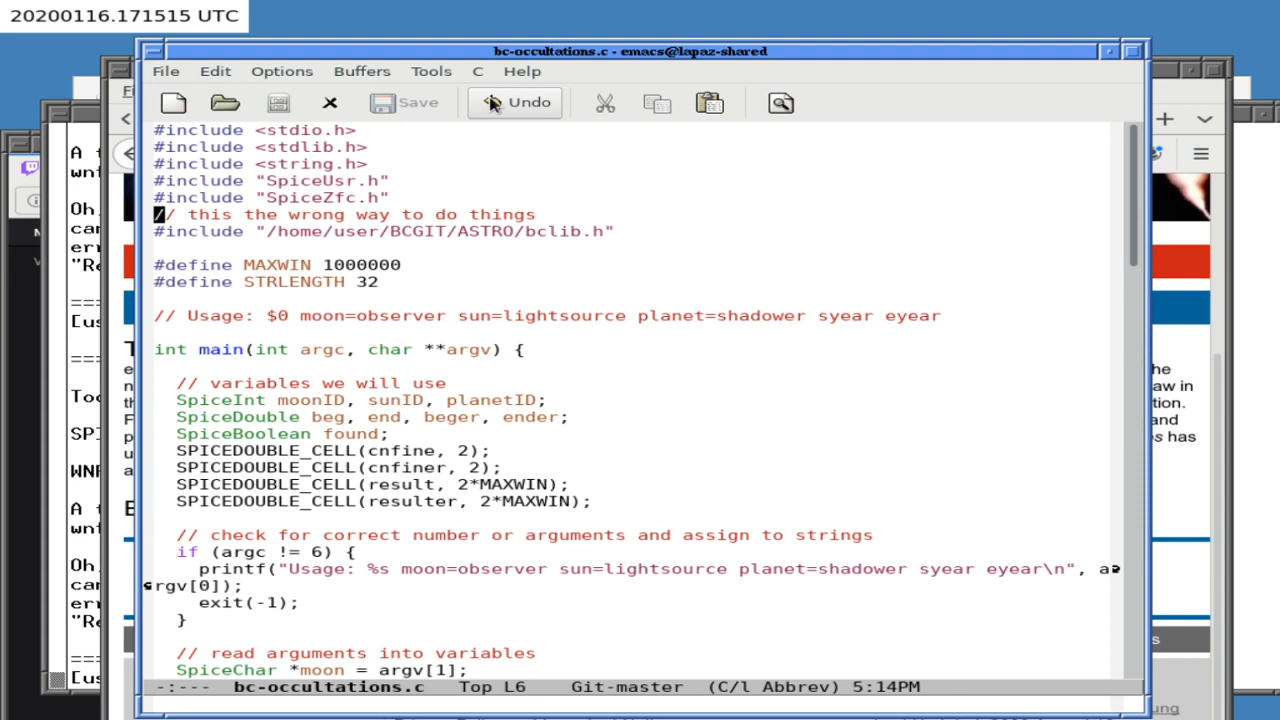 20200116.171515 UTC
bc-occultations.c - emacs@lapaz-shared
File Edit Options Buffers Tools C Help
Save Undo
#include <stdio.h>
#include <stdlib.h>
#include <string.h>
#include "SpiceUsr.h"
#include "SpiceZfc.h"
// this the wrong way to do things
#include "/home/user/BCGIT/ASTRO/bclib.h"
#define MAXWIN 1000000
#define STRLENGTH 32
// Usage: $0 moon=observer sun=lightsource planet=shadower syear eyear
int main(int argc, char **argv) {
// variables we will use
SpiceInt moonID, sunID, planetID;
SpiceDouble beg, end, beger, ender;
SpiceBoolean found;
SPICEDOUBLE_CELL(cnfine, 2);
SPICEDOUBLE_CELL(cnfiner, 2);
SPICEDOUBLE_CELL(result, 2*MAXWIN);
SPICEDOUBLE_CELL(resulter, 2*MAXWIN);
// check for correct number or arguments and assign to strings
if (argc != 6) {
printf("Usage: %s moon=observer sun=lightsource planet=shadower syear eyear\n", a
rgv[0]);
exit(-1);
}
// read arguments into variables
SpiceChar *moon = argv[1];
-:--- bc-occultations.c Top L6 Git-master (C/l Abbrev) 5:14PM